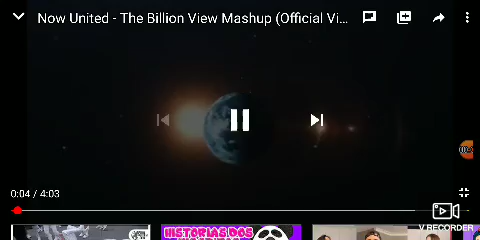 Now United - The Billion View Mashup (Official Vi...
0:04 / 4:03
V RECORDER
HISTORIAS DOS